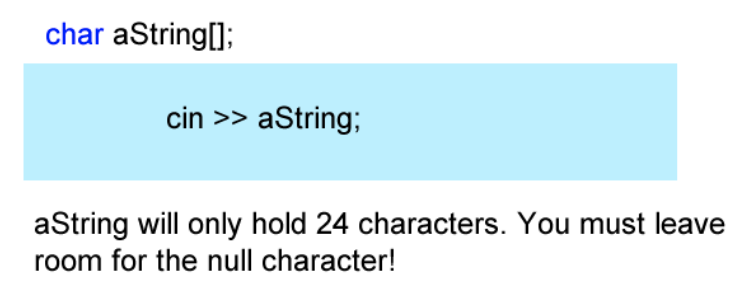 char aString[];
cin >> aString;
aString will only hold 24 characters. You must leave
room for the null character!